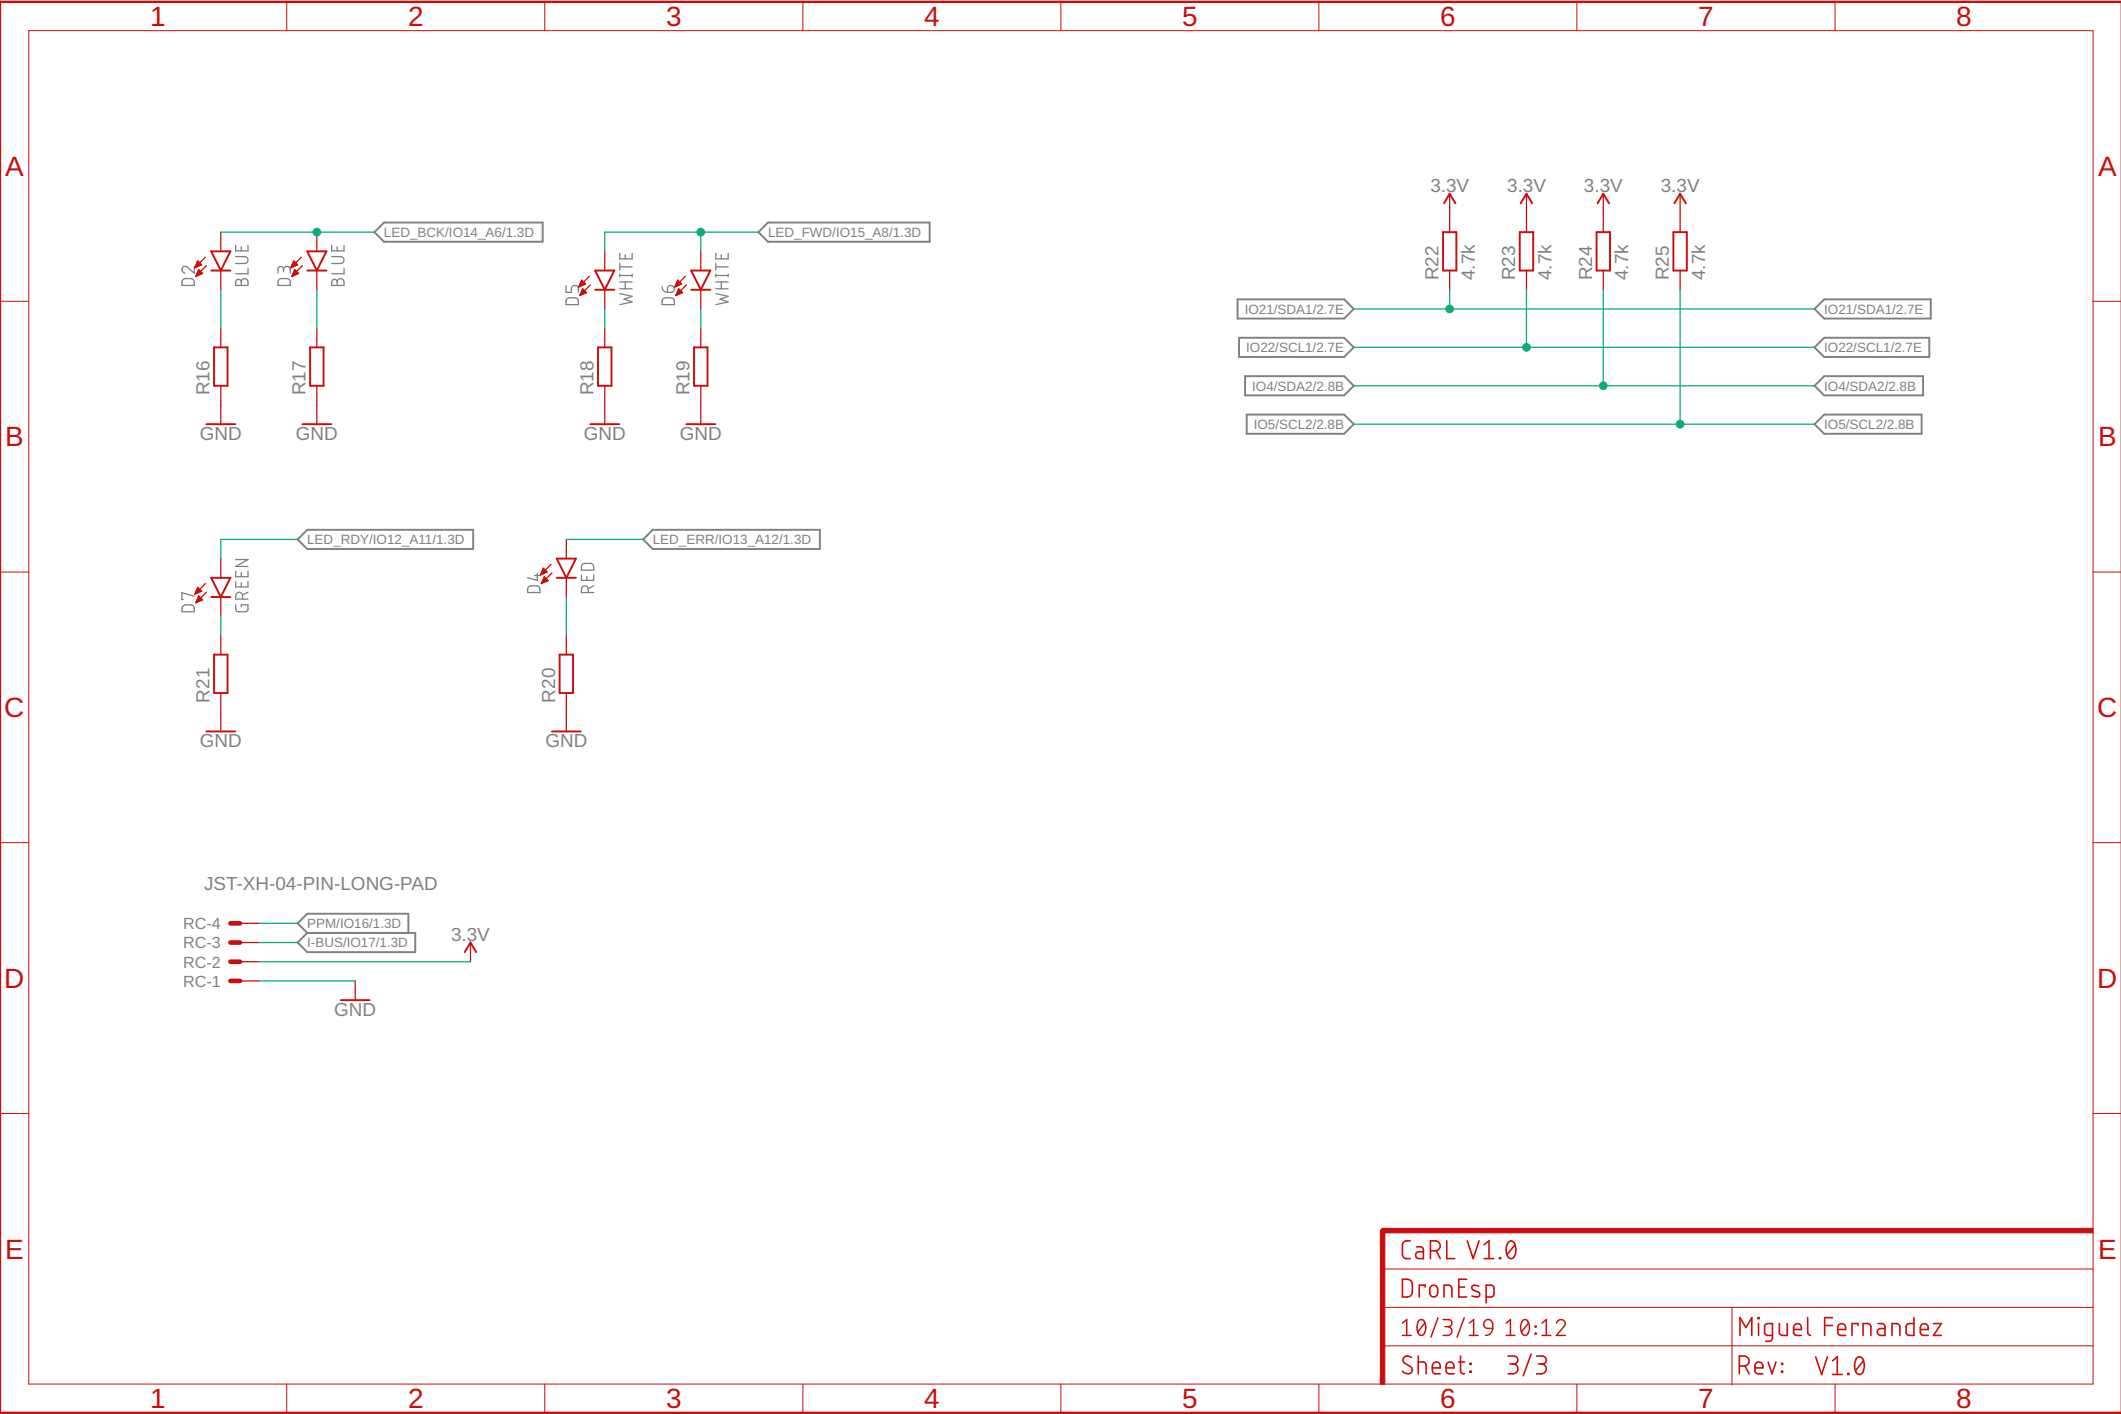 1 2 3 4 5 6 7 8
A A
3.3V 3.3V 3.3V 3.3V
LED_BCK/IO14_A6/1.3D LED_FWD/IO15_A8/1.3D
D2 BLUE D3 BLUE D5 WHITE D6 WHITE
R22 4.7k R23 4.7k R24 4.7k R25 4.7k
IO21/SDA1/2.7E IO21/SDA1/2.7E
IO22/SCL1/2.7E IO22/SCL1/2.7E
IO4/SDA2/2.8B IO4/SDA2/2.8B
IO5/SCL2/2.8B IO5/SCL2/2.8B
R16 R17 R18 R19
GND GND GND GND
B B
LED_RDY/IO12_A11/1.3D LED_ERR/IO13_A12/1.3D
D7 GREEN D4 RED
R21 R20
C C
GND GND
JST-XH-04-PIN-LONG-PAD
RC-4 PPM/IO16/1.3D
RC-3 I-BUS/IO17/1.3D 3.3V
RC-2
RC-1
D D
GND
E E
CaRL V1.0
DronEsp
10/3/19 10:12 Miguel Fernandez
Sheet: 3/3 Rev: V1.0
1 2 3 4 5 6 7 8